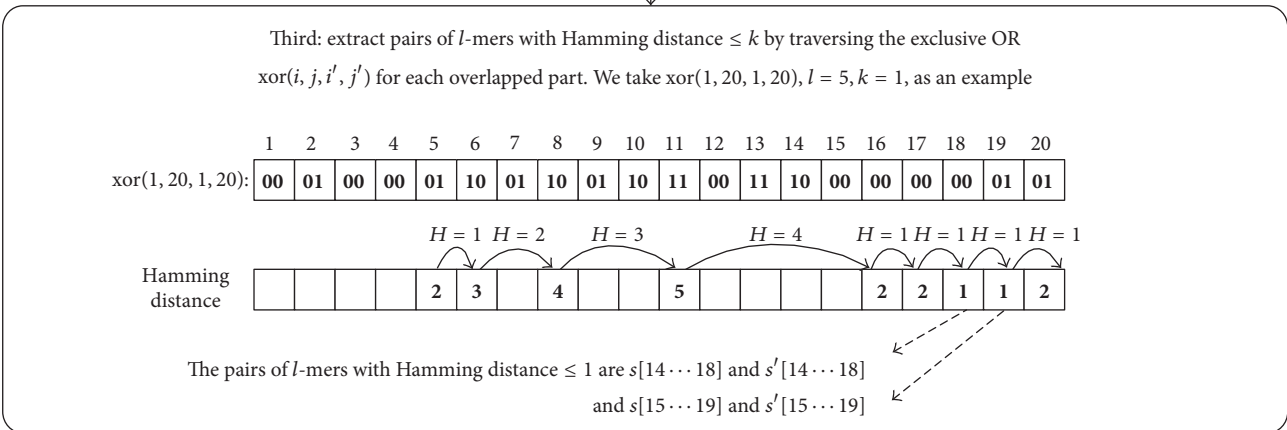 Third: extract pairs of l-mers with Hamming distance ≤ k by traversing the exclusive OR
xor(i, j, i′, j′) for each overlapped part. We take xor(1, 20, 1, 20), l = 5, k = 1, as an example
1 2 3 4 5 6 7 8 9 10 11 12 13 14 15 16 17 18 19 20
xor(1, 20, 1, 20): 00 01 00 00 01 10 01 10 01 10 11 00 11 10 00 00 00 00 01 01
H = 1 H = 2 H = 3 H = 4 H = 1 H = 1 H = 1 H = 1
Hamming
distance
2 3 4 5 2 2 1 1 2
The pairs of l-mers with Hamming distance ≤ 1 are s[14 ⋯ 18] and s′[14 ⋯ 18]
and s[15 ⋯ 19] and s′[15 ⋯ 19]